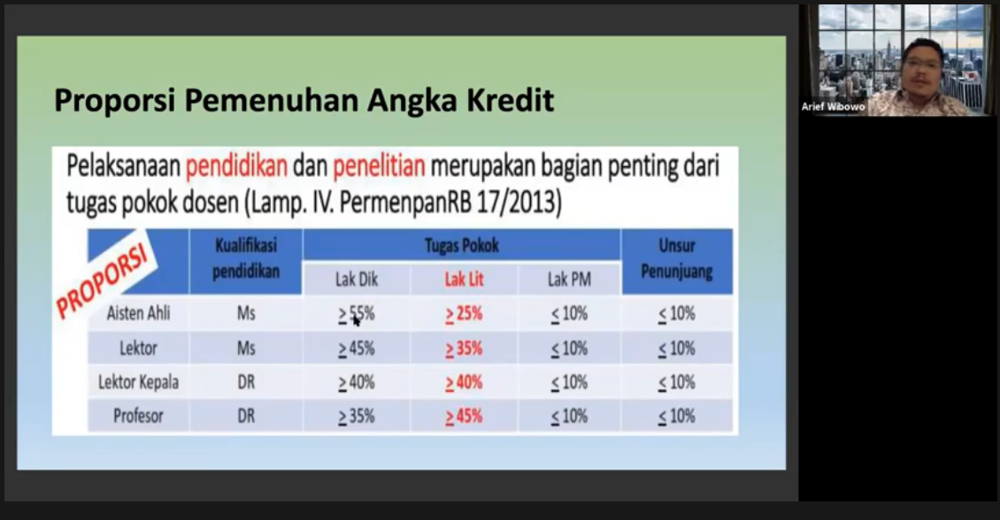 Proporsi Pemenuhan Angka Kredit
Arief Wibowo
Pelaksanaan pendidikan dan penelitian merupakan bagian penting dari
tugas pokok dosen (Lamp. IV. PermenpanRB 17/2013)
PROPORSI
Kualifikasi pendidikan
Tugas Pokok
Unsur Penunjuang
Lak Dik Lak Lit Lak PM
Aisten Ahli Ms ≥ 55% ≥ 25% ≤ 10% ≤ 10%
Lektor Ms ≥ 45% ≥ 35% ≤ 10% ≤ 10%
Lektor Kepala DR ≥ 40% ≥ 40% ≤ 10% ≤ 10%
Profesor DR ≥ 35% ≥ 45% ≤ 10% ≤ 10%